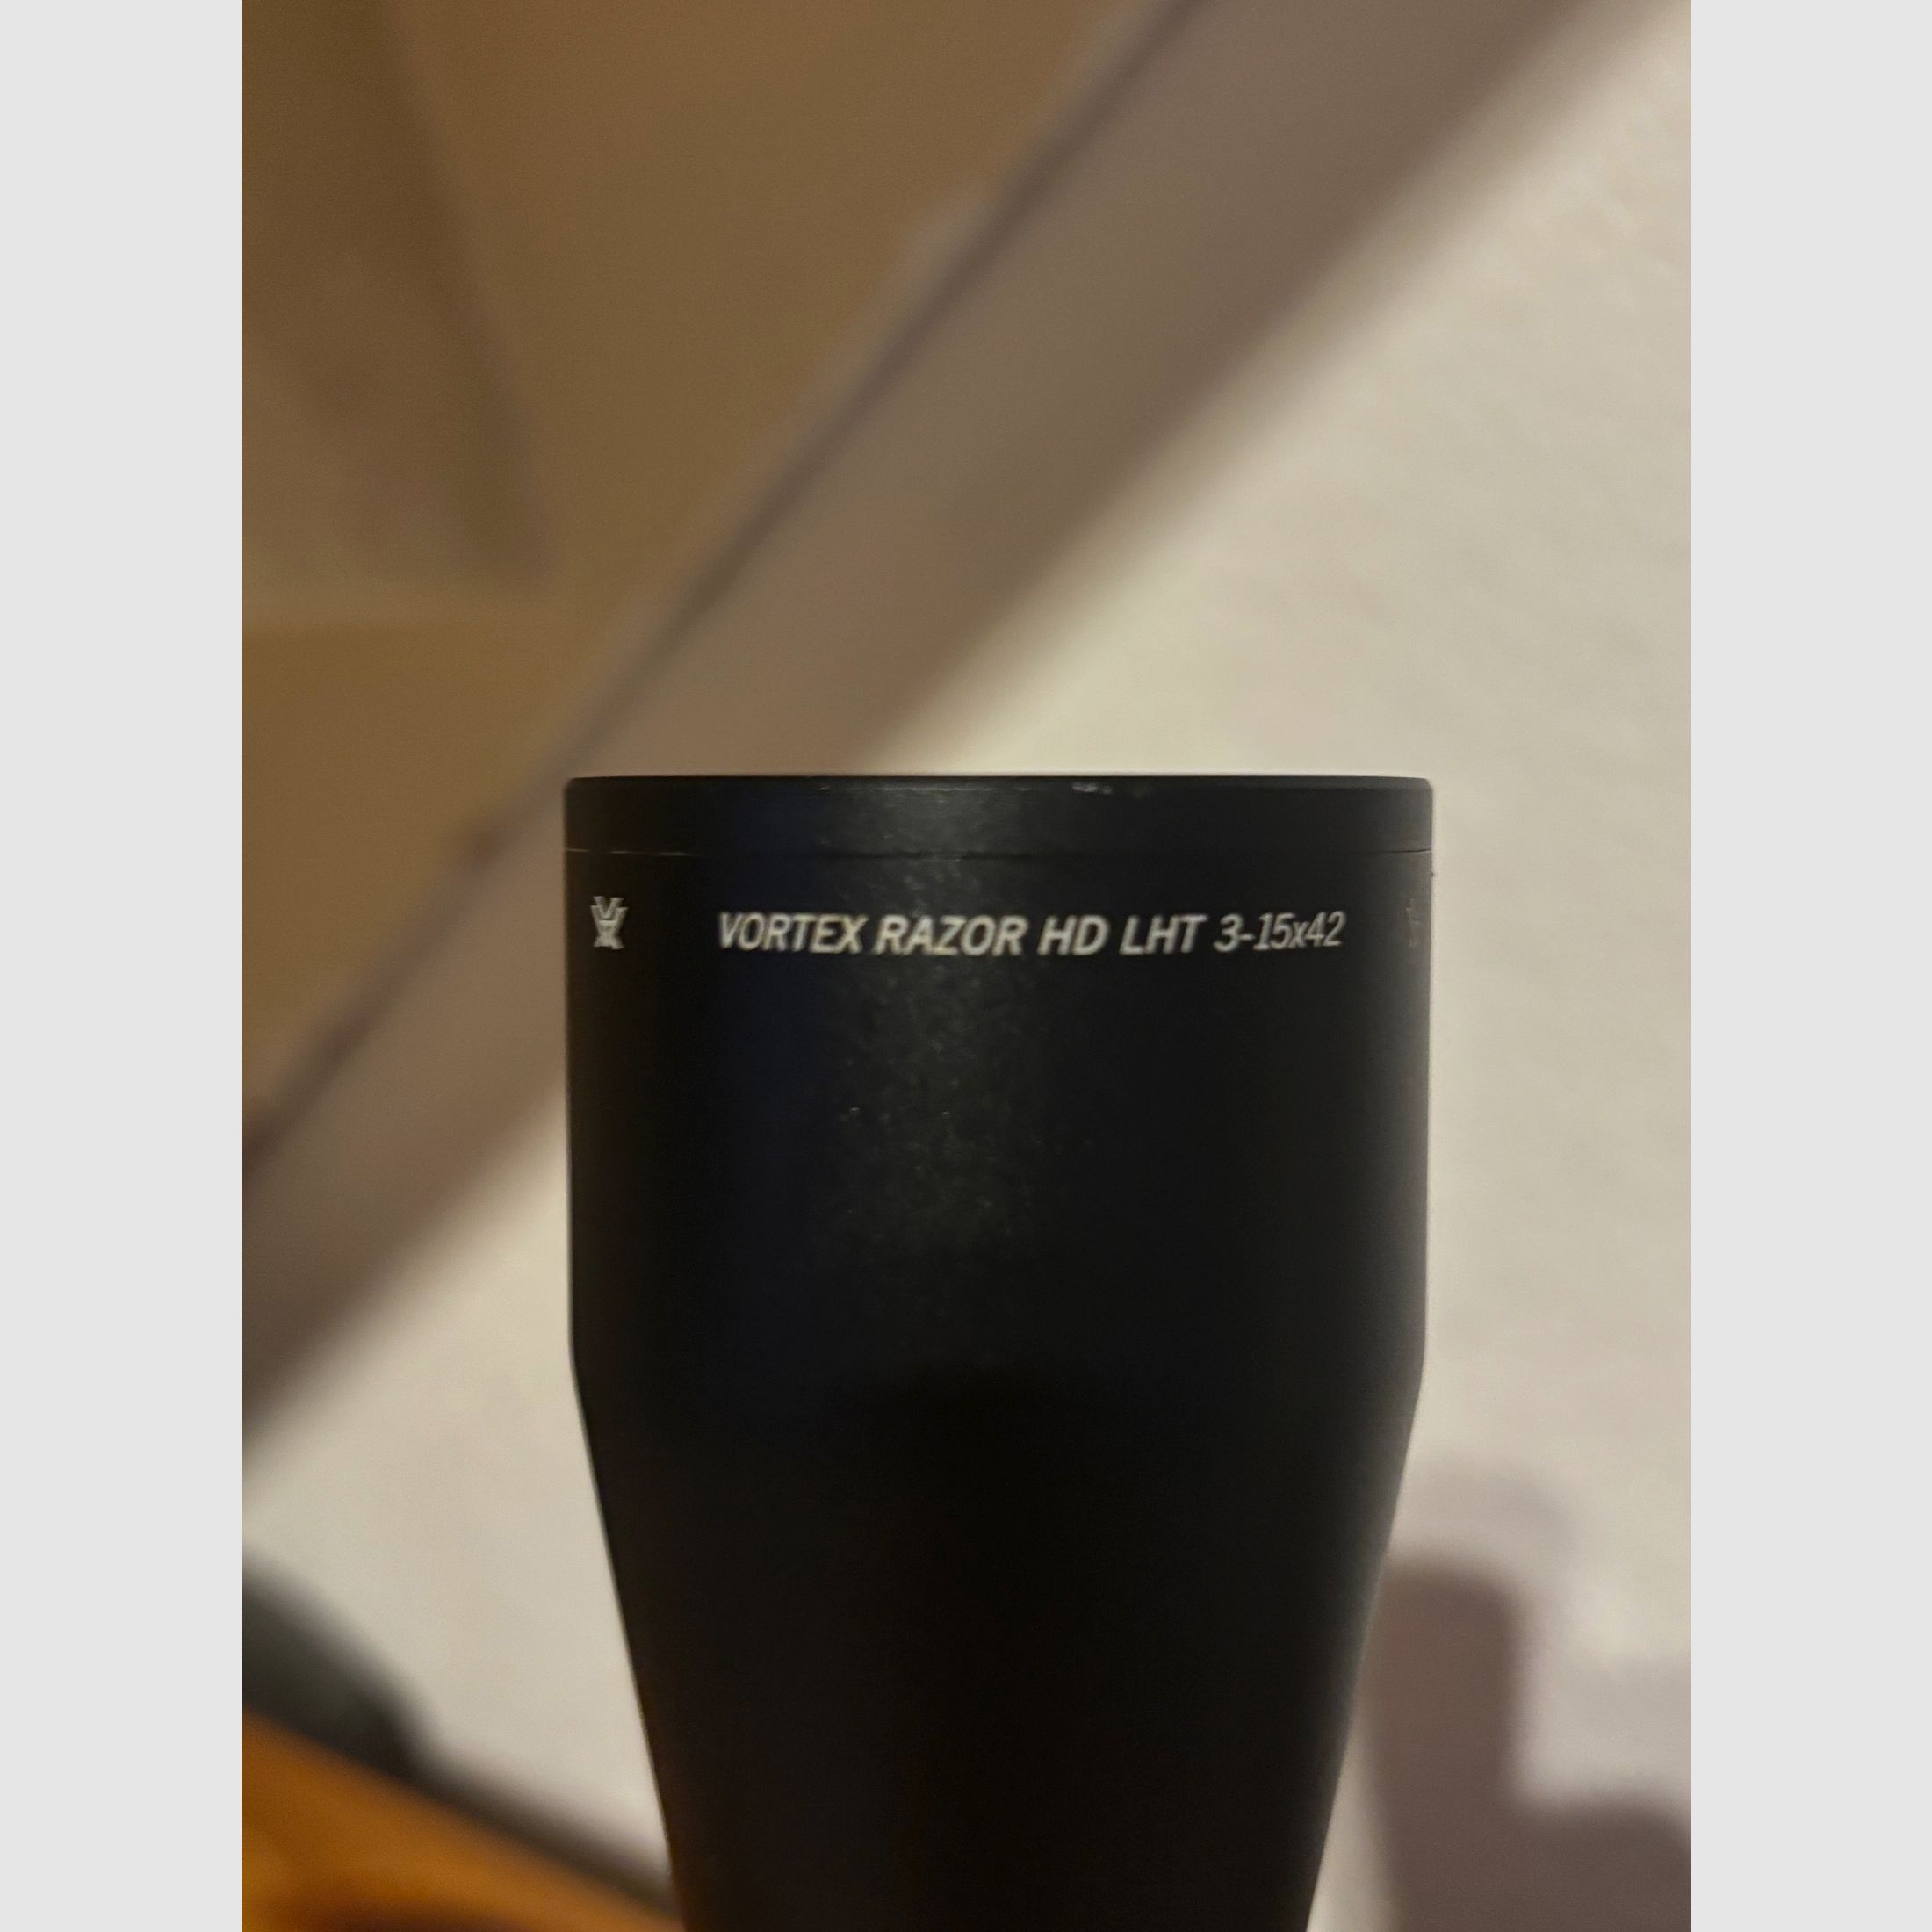 VORTEX RAZOR HD LHT 3-15x42